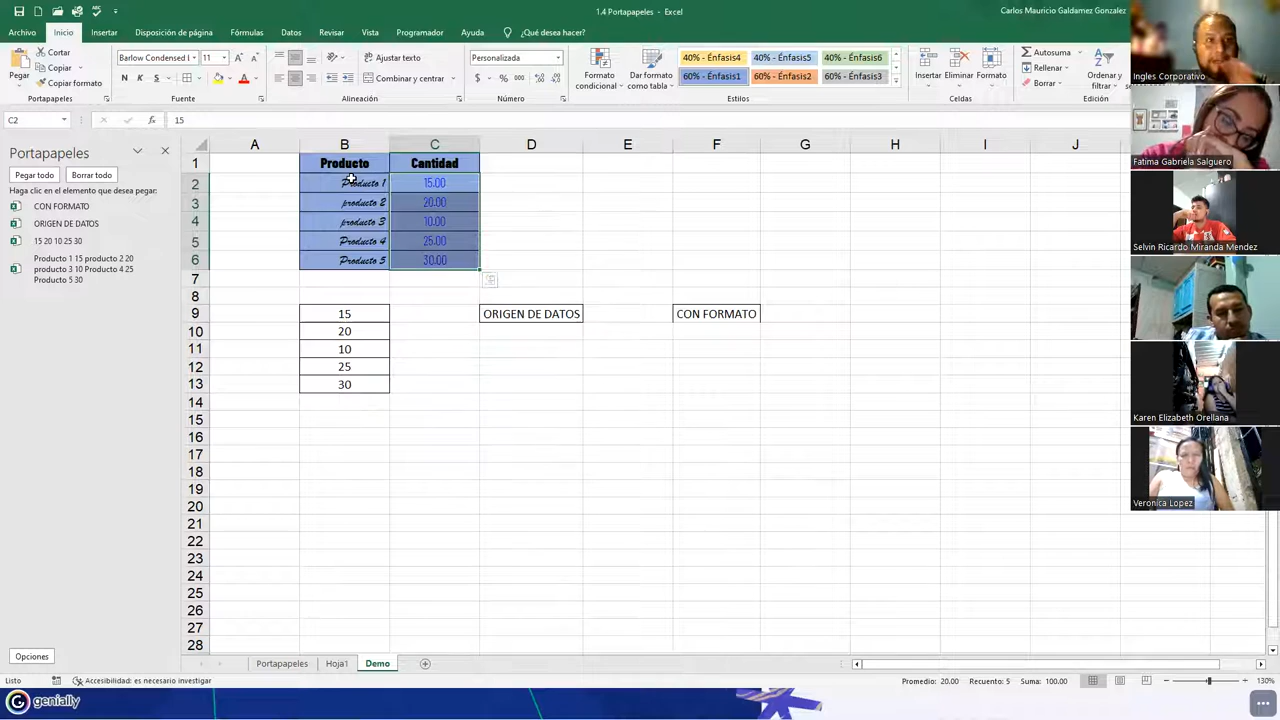 1.4 Portapapeles - Excel
Carlos Mauricio Galdamez Gonzalez
Archivo Inicio Insertar Disposición de página Fórmulas Datos Revisar Vista Programador Ayuda ¿Qué desea hacer?
Pegar
Cortar
Copiar
Copiar formato
Portapapeles
Barlow Condensed 11
N K S
Fuente
Ajustar texto
Combinar y centrar
Alineación
Personalizada
Número
Formato condicional
Dar formato como tabla
40% - Énfasis4 40% - Énfasis5 40% - Énfasis6
60% - Énfasis1 60% - Énfasis2 60% - Énfasis3
Estilos
Insertar Eliminar Formato
Celdas
Autosuma
Rellenar
Borrar
Ordenar y
Edición
C2 fx 15
Portapapeles
Pegar todo Borrar todo
Haga clic en el elemento que desea pegar:
CON FORMATO
ORIGEN DE DATOS
15 20 10 25 30
Producto 1 15 producto 2 20
producto 3 10 Producto 4 25
Producto 5 30
Opciones
A B C D E F G H I J
1 Producto Cantidad
2 Producto 1 15.00
3 producto 2 20.00
4 producto 3 10.00
5 Producto 4 25.00
6 Producto 5 30.00
7
8
9 15 ORIGEN DE DATOS CON FORMATO
10 20
11 10
12 25
13 30
14
15
16
17
18
19
20
21
22
23
24
25
26
27
28
Portapapeles Hoja1 Demo
Listo Accesibilidad: es necesario investigar Promedio: 20.00 Recuento: 5 Suma: 100.00 130%
genially
Ingles Corporativo
Fatima Gabriela Salguero
Selvin Ricardo Miranda Mendez
Karen Elizabeth Orellana
Veronica Lopez